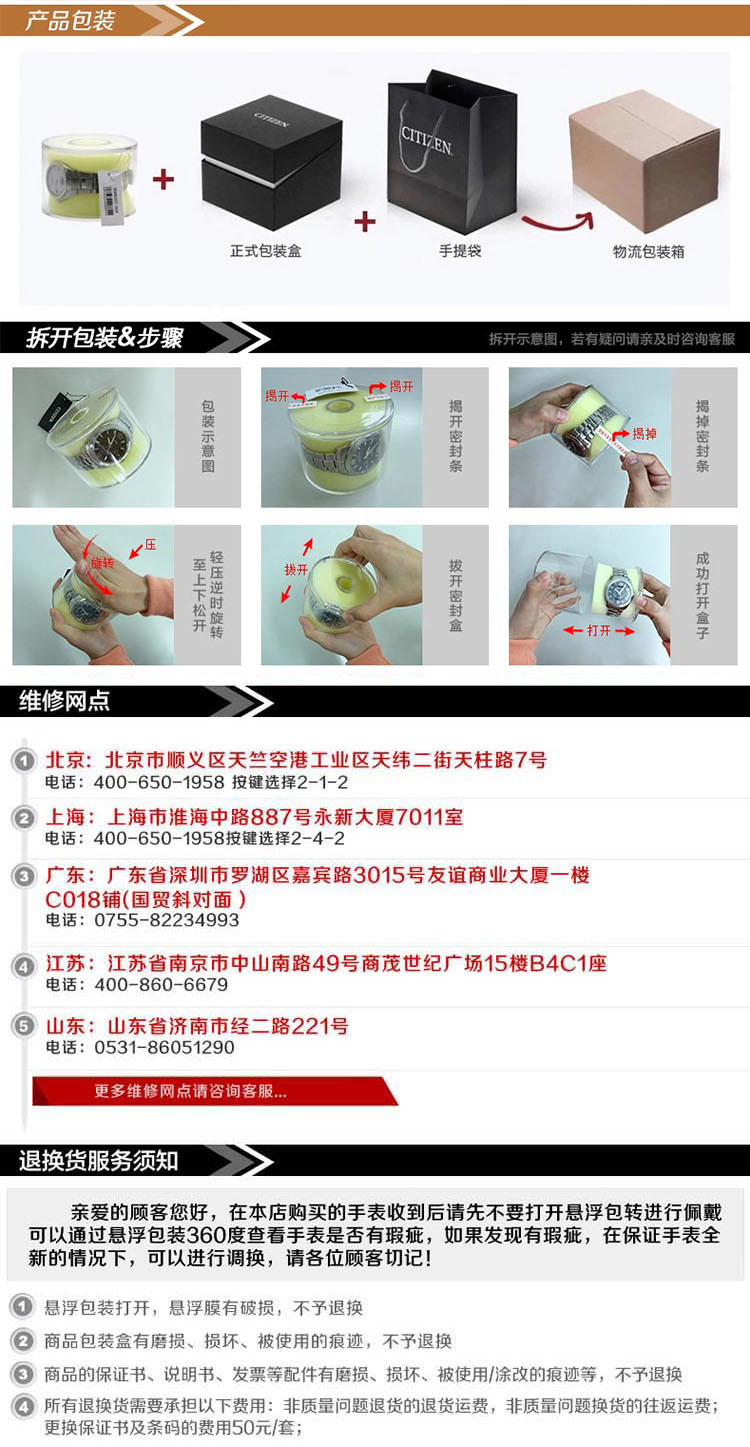 产品包装
CITIZEN
CITIZEN
正式包装盒
手提袋
物流包装箱
拆开包装&步骤
拆开示意图，若有疑问请亲及时咨询客服
包装示意图
揭开
揭开
揭开密封条
揭掉
揭掉密封条
压
旋转
轻压逆时旋转
至上下松开
拔开
拔开密封盒
打开
成功打开盒子
维修网点
1 北京：北京市顺义区天竺空港工业区天纬二街天柱路7号
电话：400-650-1958 按键选择2-1-2
2 上海：上海市淮海中路887号永新大厦7011室
电话：400-650-1958按键选择2-4-2
3 广东：广东省深圳市罗湖区嘉宾路3015号友谊商业大厦一楼
C018铺(国贸斜对面 )
电话：0755-82234993
4 江苏：江苏省南京市中山南路49号商茂世纪广场15楼B4C1座
电话：400-860-6679
5 山东：山东省济南市经二路221号
电话：0531-86051290
更多维修网点请咨询客服...
退换货服务须知
亲爱的顾客您好，在本店购买的手表收到后请先不要打开悬浮包转进行佩戴
可以通过悬浮包装360度查看手表是否有瑕疵，如果发现有瑕疵，在保证手表全
新的情况下，可以进行调换，请各位顾客切记！
1 悬浮包装打开，悬浮膜有破损，不予退换
2 商品包装盒有磨损、损坏、被使用的痕迹，不予退换
3 商品的保证书、说明书、发票等配件有磨损、损坏、被使用/涂改的痕迹等，不予退换
4 所有退换货需要承担以下费用：非质量问题退货的退货运费，非质量问题换货的往返运费；
更换保证书及条码的费用50元/套；